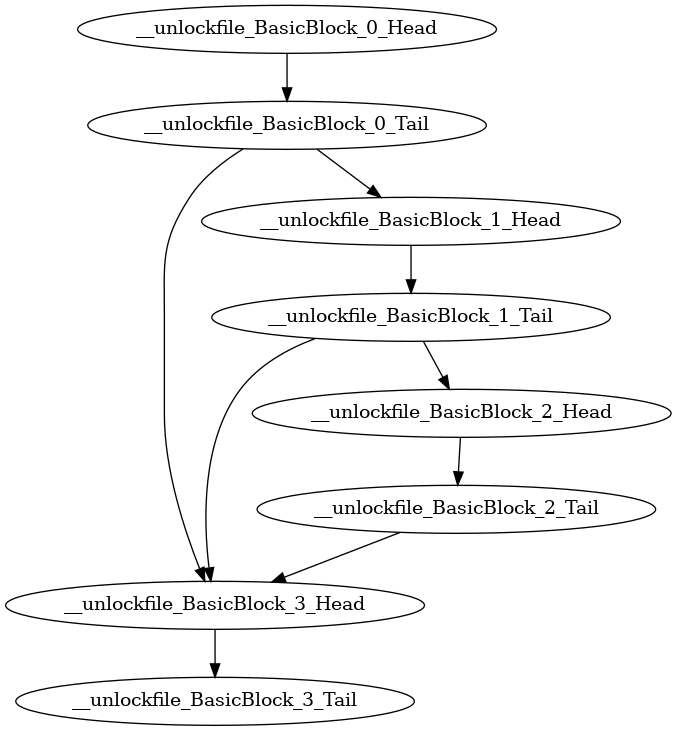 __unlockfile_BasicBlock_0_Head
__unlockfile_BasicBlock_0_Tail
__unlockfile_BasicBlock_1_Head
__unlockfile_BasicBlock_1_Tail
__unlockfile_BasicBlock_2_Head
__unlockfile_BasicBlock_2_Tail
__unlockfile_BasicBlock_3_Head
__unlockfile_BasicBlock_3_Tail